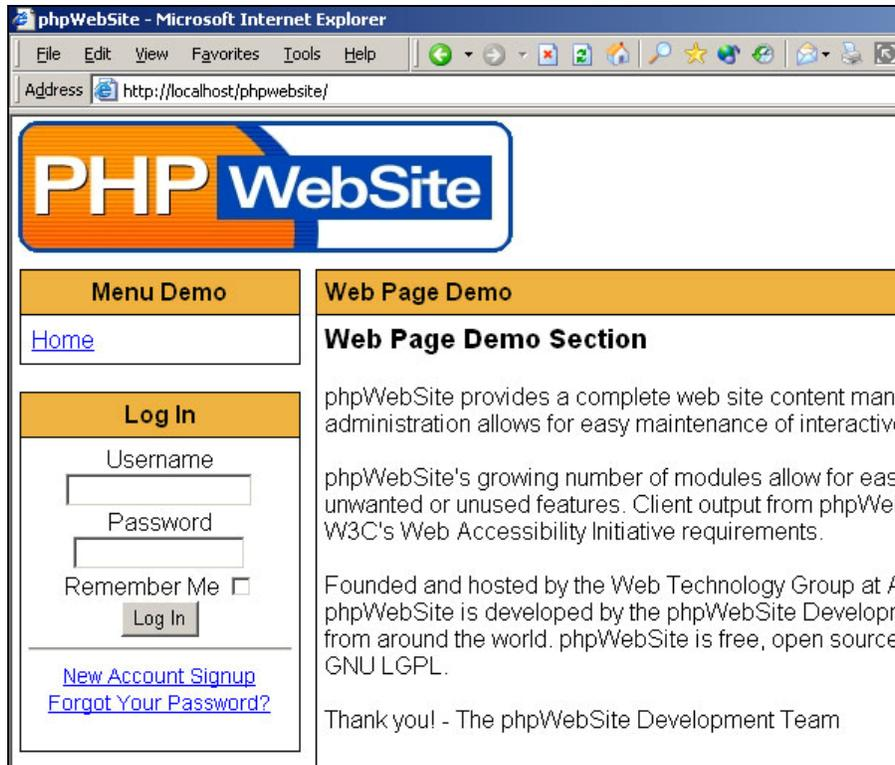 phpWebSite - Microsoft Internet Explorer
File Edit View Favorites Tools Help
Address http://localhost/phpwebsite/
PHP WebSite
Menu Demo
Home
Log In
Username
Password
Remember Me
Log In
New Account Signup
Forgot Your Password?
Web Page Demo
Web Page Demo Section
phpWebSite provides a complete web site content man
administration allows for easy maintenance of interactive
phpWebSite's growing number of modules allow for eas
unwanted or unused features. Client output from phpWe
W3C's Web Accessibility Initiative requirements.
Founded and hosted by the Web Technology Group at A
phpWebSite is developed by the phpWebSite Develop
from around the world. phpWebSite is free, open source
GNU LGPL.
Thank you! - The phpWebSite Development Team